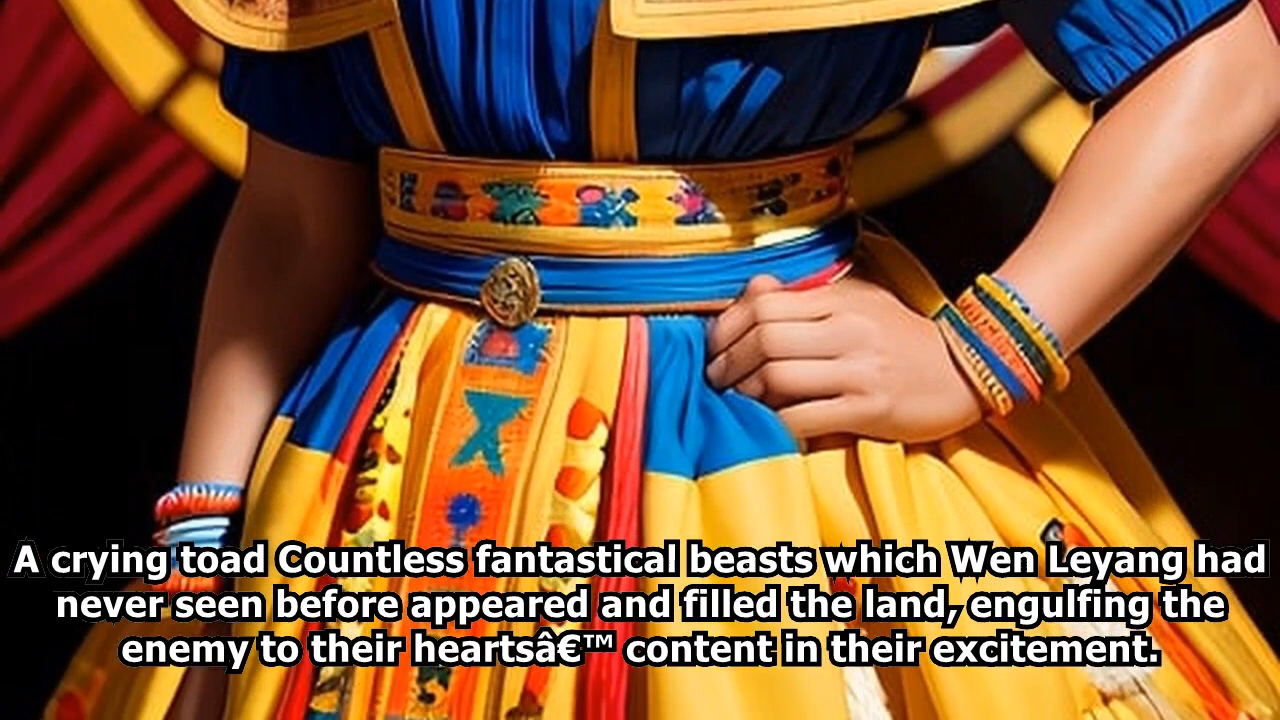 A crying toad Countless fantastical beasts which Wen Leyang had
never seen before appeared and filled the land, engulfing the
enemy to their heartsâ€™ content in their excitement.